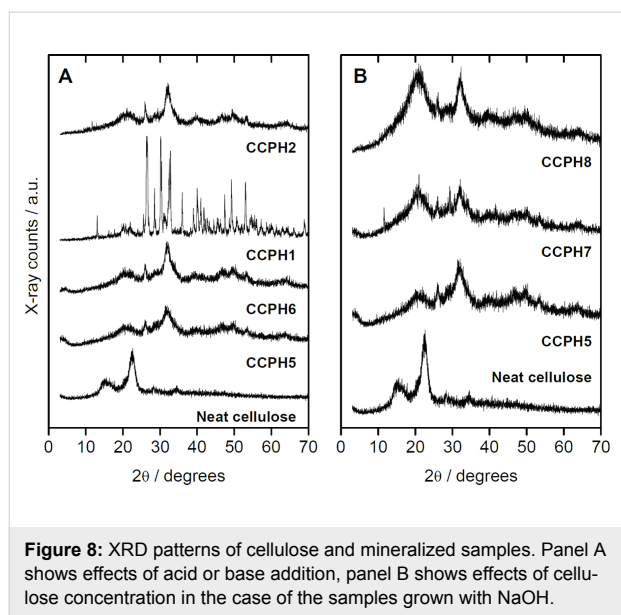 A
B
X-ray counts / a.u.
CCPH2
CCPH1
CCPH6
CCPH5
Neat cellulose
0 10 20 30 40 50 60 70
2θ / degrees
CCPH8
CCPH7
CCPH5
Neat cellulose
0 10 20 30 40 50 60 70
2θ / degrees
Figure 8: XRD patterns of cellulose and mineralized samples. Panel A
shows effects of acid or base addition, panel B shows effects of cellu-
lose concentration in the case of the samples grown with NaOH.